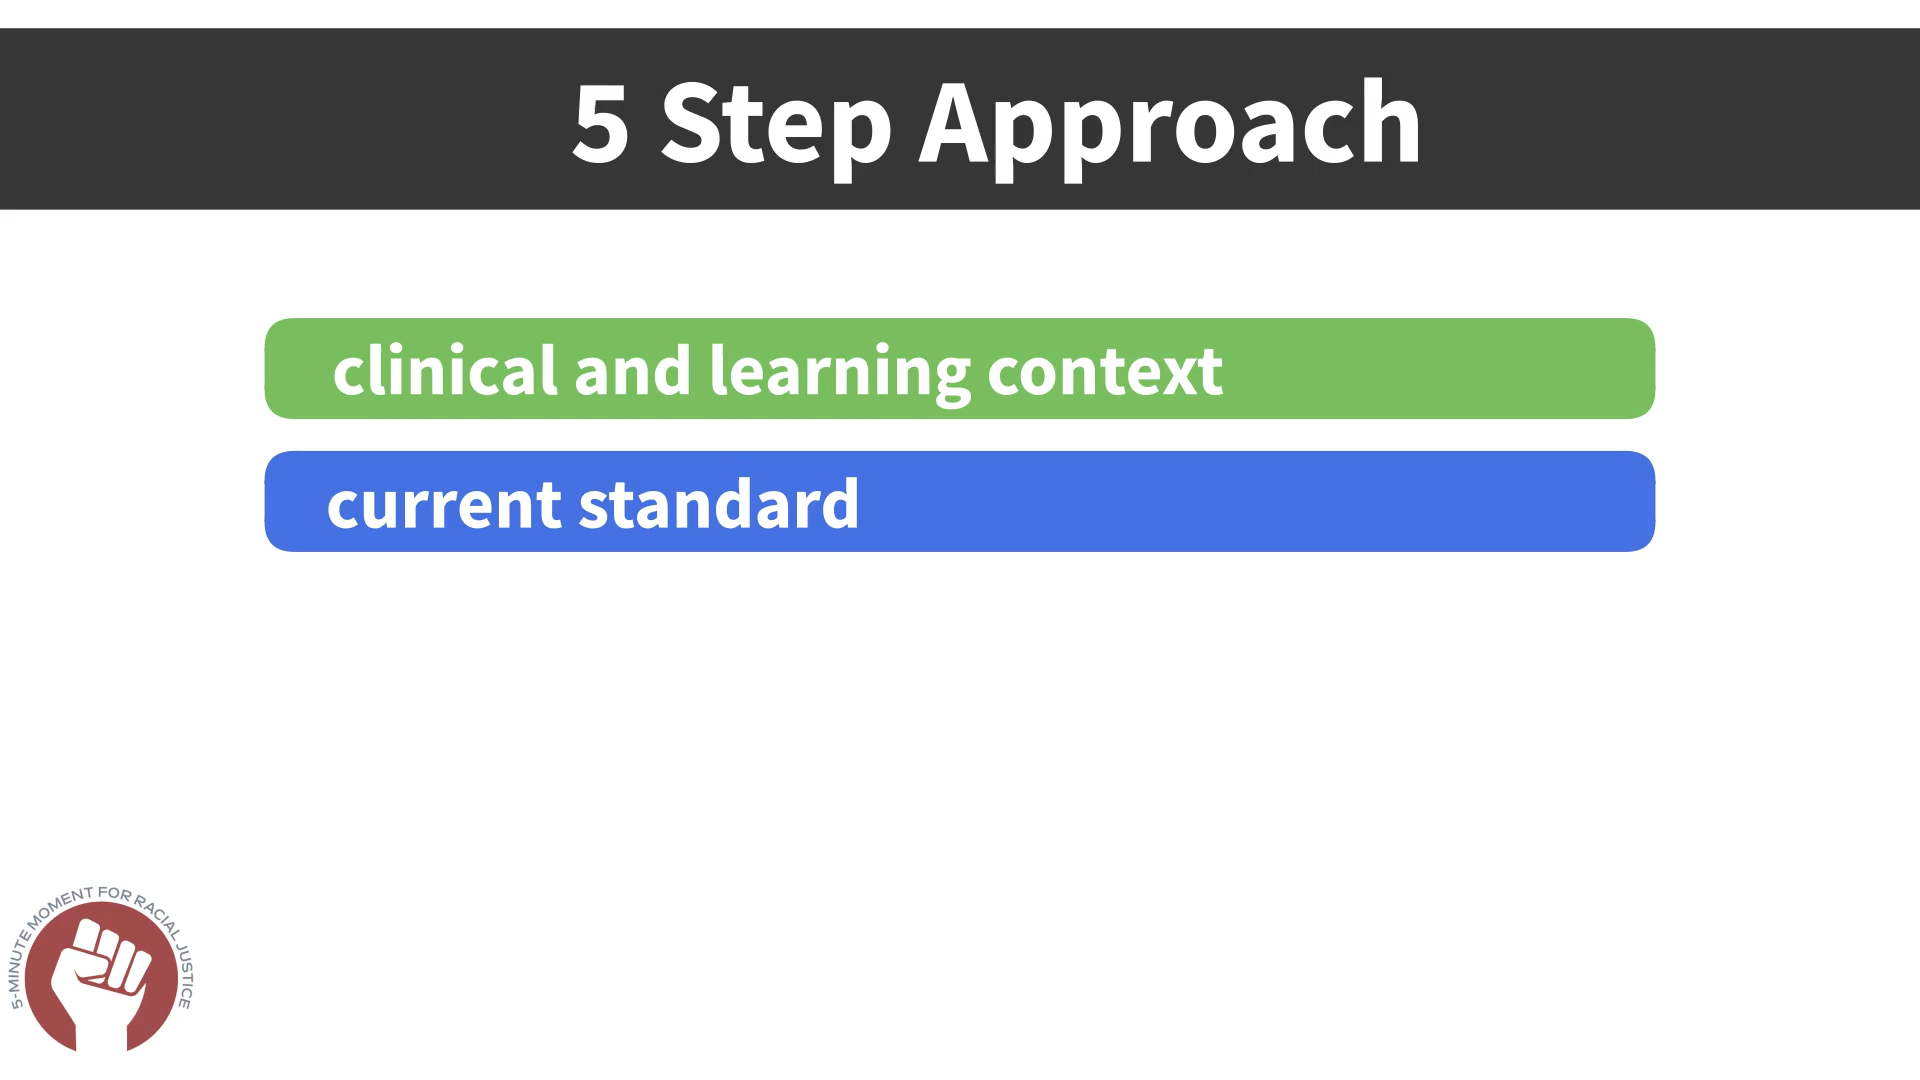 5 Step Approach
clinical and learning context
current standard
5-MINUTE MOMENT FOR RACIAL JUSTICE